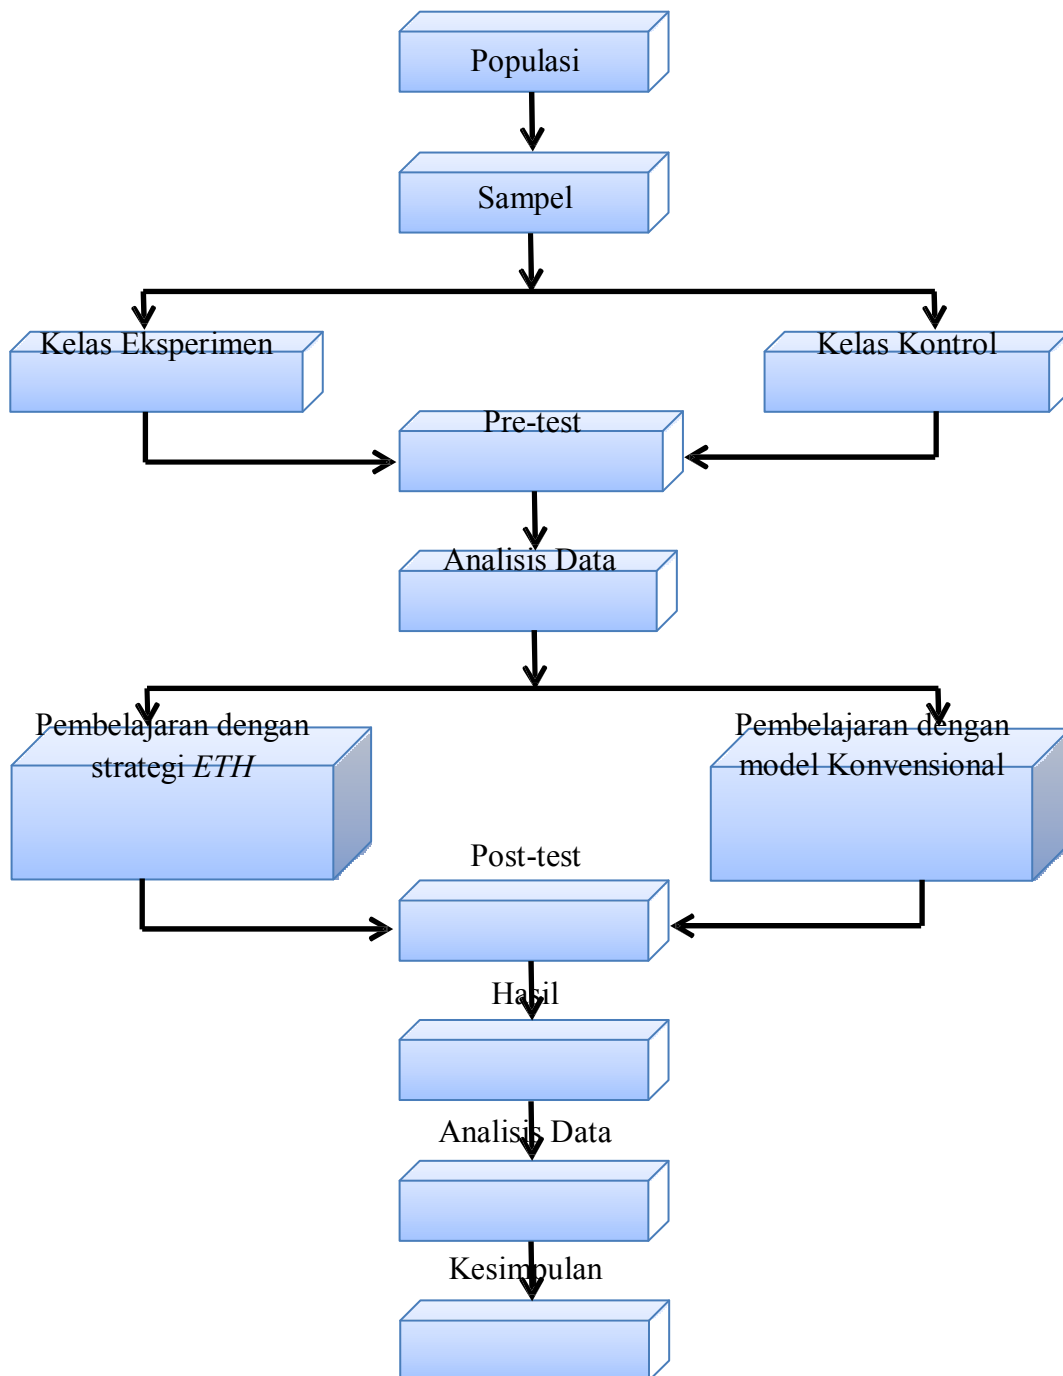 Populasi
Sampel
Kelas Eksperimen
Kelas Kontrol
Pre-test
Analisis Data
Pembelajaran dengan
strategi ETH
Pembelajaran dengan
model Konvensional
Post-test
Hasil
Analisis Data
Kesimpulan